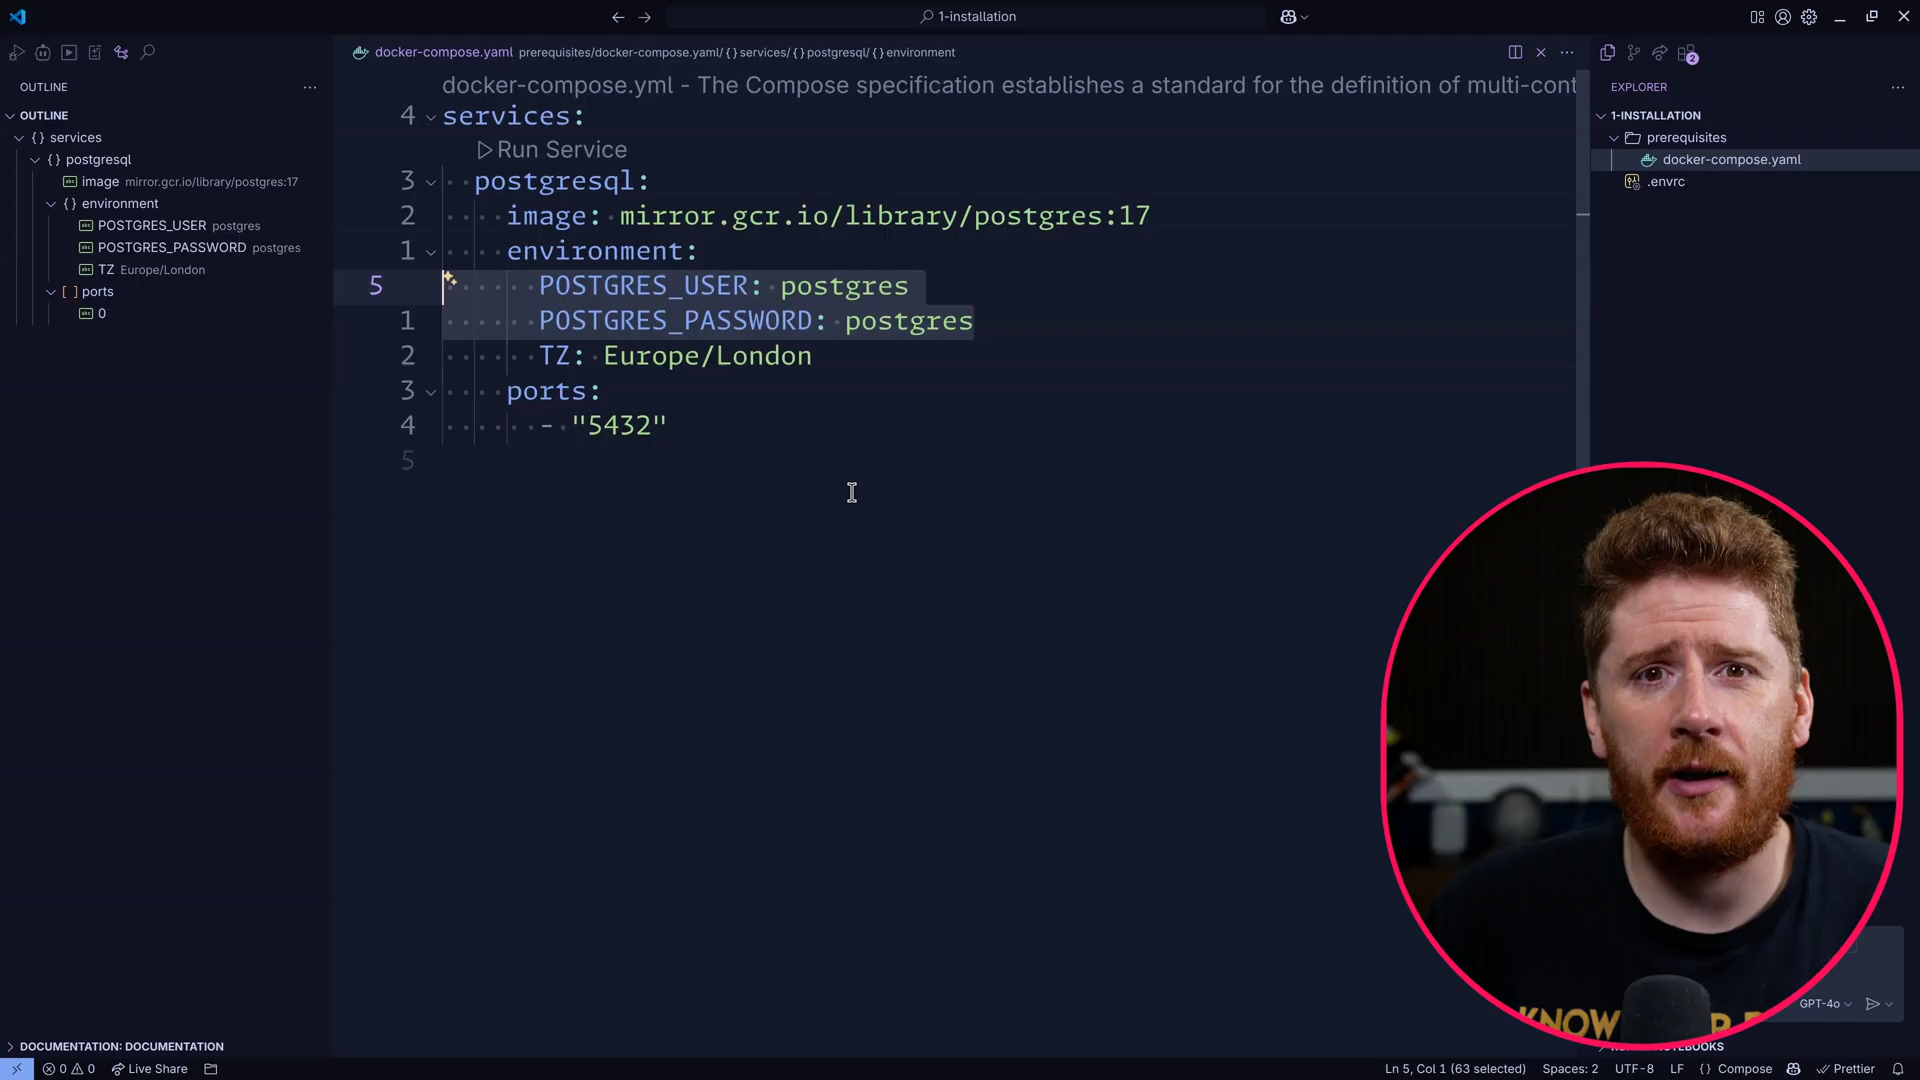 1-installation
OUTLINE
OUTLINE
{} services
{} postgresql
image mirror.gcr.io/library/postgres:17
{} environment
POSTGRES_USER postgres
POSTGRES_PASSWORD postgres
TZ Europe/London
[] ports
0
DOCUMENTATION: DOCUMENTATION
docker-compose.yaml prerequisites/docker-compose.yaml/ {} services/ {} postgresql/ {} environment
docker-compose.yml - The Compose specification establishes a standard for the definition of multi-cont
4 services:
Run Service
3 postgresql:
2 image: mirror.gcr.io/library/postgres:17
1 environment:
5 POSTGRES_USER: postgres
1 POSTGRES_PASSWORD: postgres
2 TZ: Europe/London
3 ports:
4 - "5432"
5
2
EXPLORER
1-INSTALLATION
prerequisites
docker-compose.yaml
.envrc
GPT-4o
KNOW
NOTEBOOKS
0 0 Live Share
Ln 5, Col 1 (63 selected) Spaces: 2 UTF-8 LF {} Compose Prettier